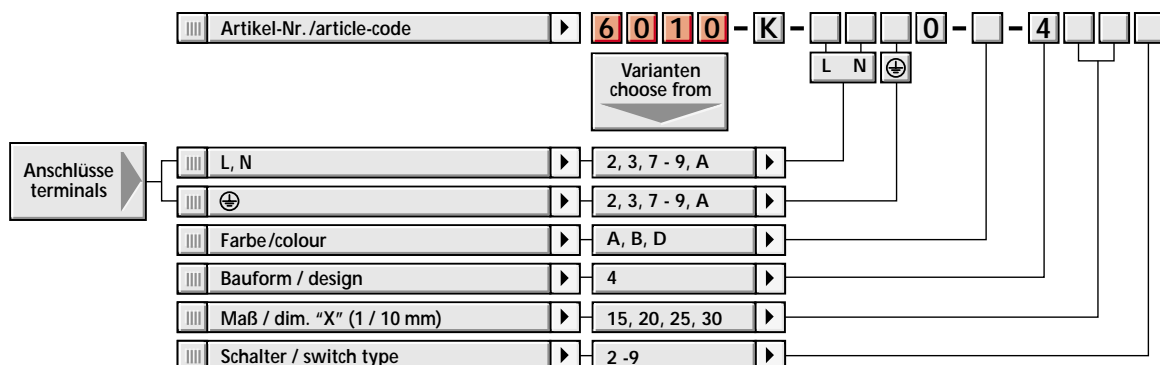 Artikel-Nr./article-code 6010-K-0--4
Varianten
choose from
L N
Anschlüsse
terminals
L, N 2, 3, 7 - 9, A
2, 3, 7 - 9, A
Farbe/colour A, B, D
Bauform / design 4
Maß / dim. “X” (1 / 10 mm) 15, 20, 25, 30
Schalter / switch type 2 -9